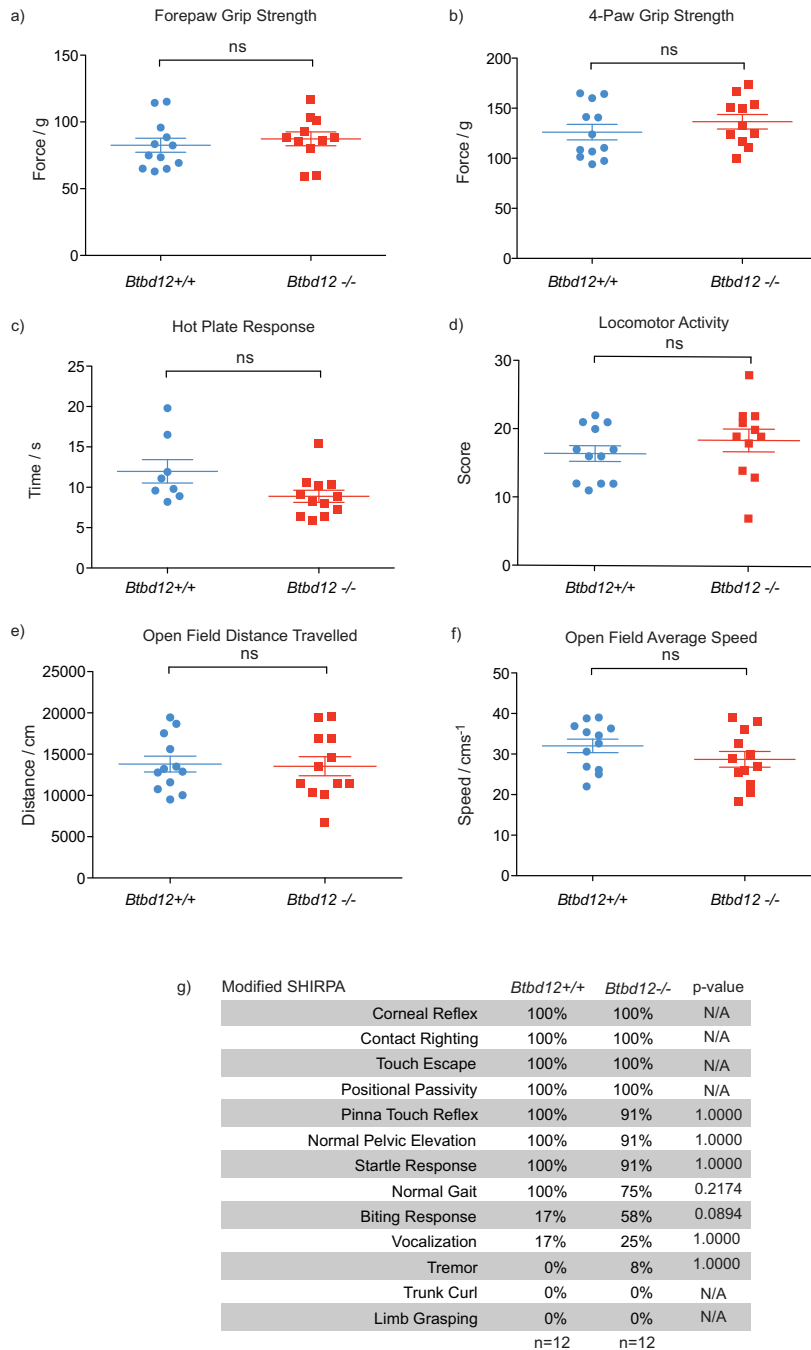 a) Forepaw Grip Strength
ns
150
100
50
0
Force / g
Btbd12+/+ Btbd12 -/-
b) 4-Paw Grip Strength
ns
200
150
100
50
0
Force / g
Btbd12+/+ Btbd12 -/-
c) Hot Plate Response
ns
25
20
15
10
5
0
Time / s
Btbd12+/+ Btbd12 -/-
d) Locomotor Activity
ns
30
20
10
0
Score
Btbd12+/+ Btbd12 -/-
e) Open Field Distance Travelled
ns
25000
20000
15000
10000
5000
0
Distance / cm
Btbd12+/+ Btbd12 -/-
f) Open Field Average Speed
ns
50
40
30
20
10
0
Speed / cms-1
Btbd12+/+ Btbd12 -/-
g) Modified SHIRPA Btbd12+/+ Btbd12-/- p-value
Corneal Reflex 100% 100% N/A
Contact Righting 100% 100% N/A
Touch Escape 100% 100% N/A
Positional Passivity 100% 100% N/A
Pinna Touch Reflex 100% 91% 1.0000
Normal Pelvic Elevation 100% 91% 1.0000
Startle Response 100% 91% 1.0000
Normal Gait 100% 75% 0.2174
Biting Response 17% 58% 0.0894
Vocalization 17% 25% 1.0000
Tremor 0% 8% 1.0000
Trunk Curl 0% 0% N/A
Limb Grasping 0% 0% N/A
n=12 n=12